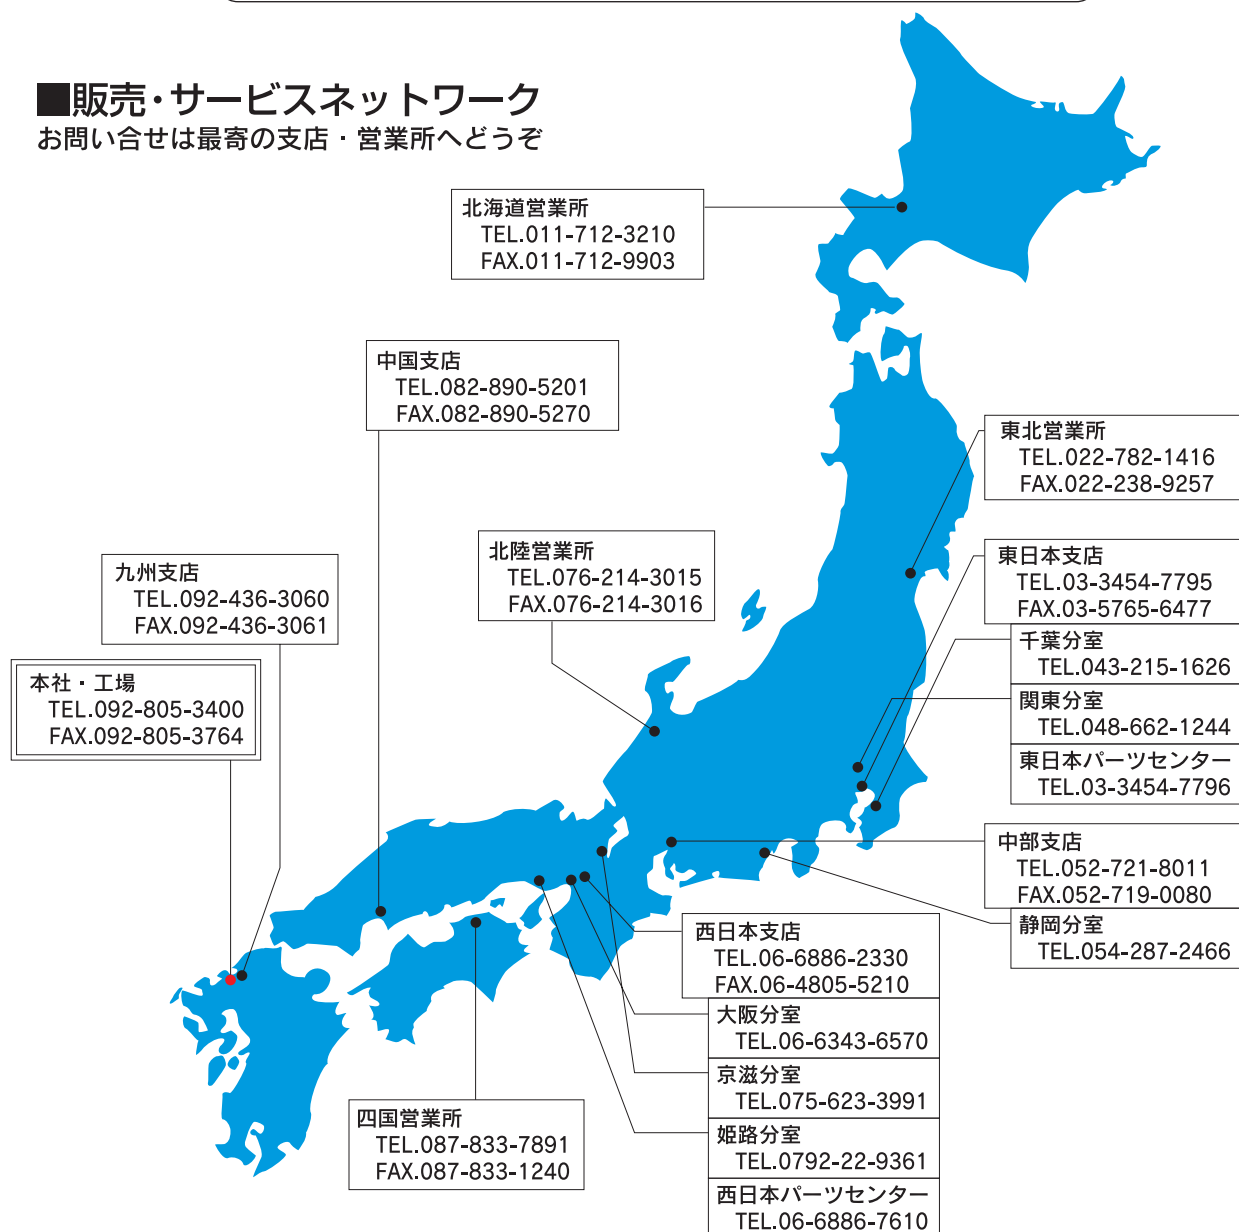 ■販売・サービスネットワーク
お問い合せは最寄の支店・営業所へどうぞ
北海道営業所
TEL.011-712-3210
FAX.011-712-9903
中国支店
TEL.082-890-5201
FAX.082-890-5270
東北営業所
TEL.022-782-1416
FAX.022-238-9257
北陸営業所
TEL.076-214-3015
FAX.076-214-3016
東日本支店
TEL.03-3454-7795
FAX.03-5765-6477
千葉分室
TEL.043-215-1626
関東分室
TEL.048-662-1244
東日本パーツセンター
TEL.03-3454-7796
九州支店
TEL.092-436-3060
FAX.092-436-3061
本社・工場
TEL.092-805-3400
FAX.092-805-3764
中部支店
TEL.052-721-8011
FAX.052-719-0080
静岡分室
TEL.054-287-2466
西日本支店
TEL.06-6886-2330
FAX.06-4805-5210
大阪分室
TEL.06-6343-6570
京滋分室
TEL.075-623-3991
姫路分室
TEL.0792-22-9361
西日本パーツセンター
TEL.06-6886-7610
四国営業所
TEL.087-833-7891
FAX.087-833-1240